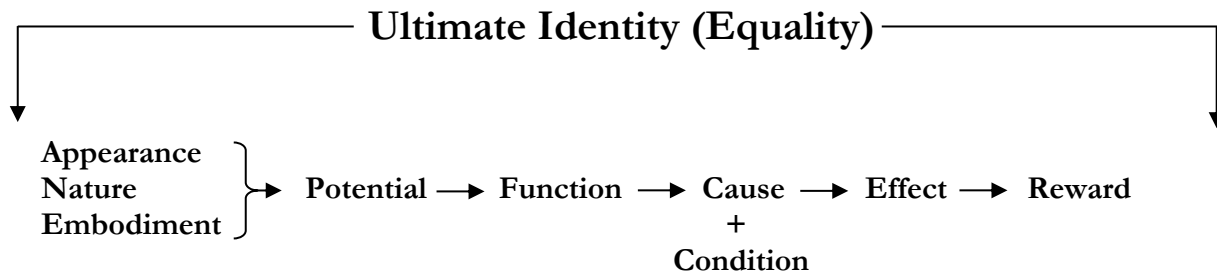 Ultimate Identity (Equality)
Appearance
Nature
Embodiment
Potential
Function
Cause
+
Condition
Effect
Reward